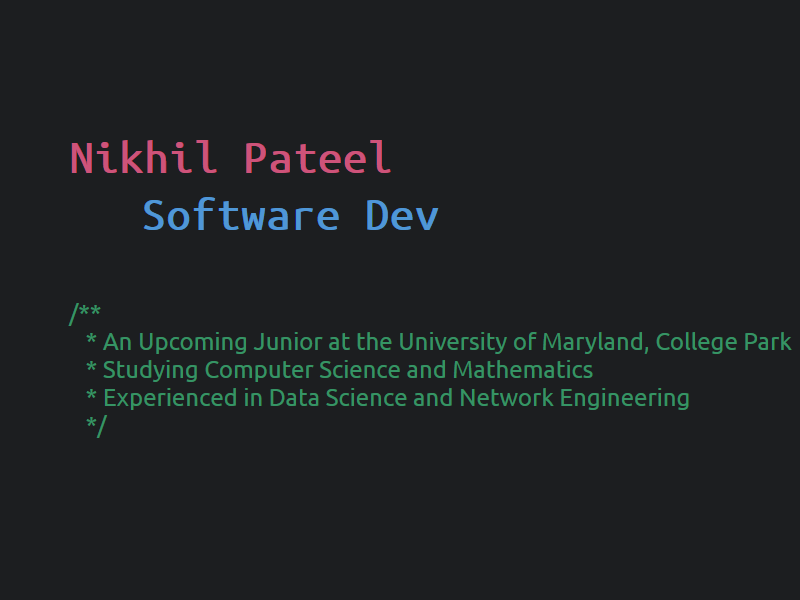 Nikhil Pateel
Software Dev
/**
* An Upcoming Junior at the University of Maryland, College Park
* Studying Computer Science and Mathematics
* Experienced in Data Science and Network Engineering
*/